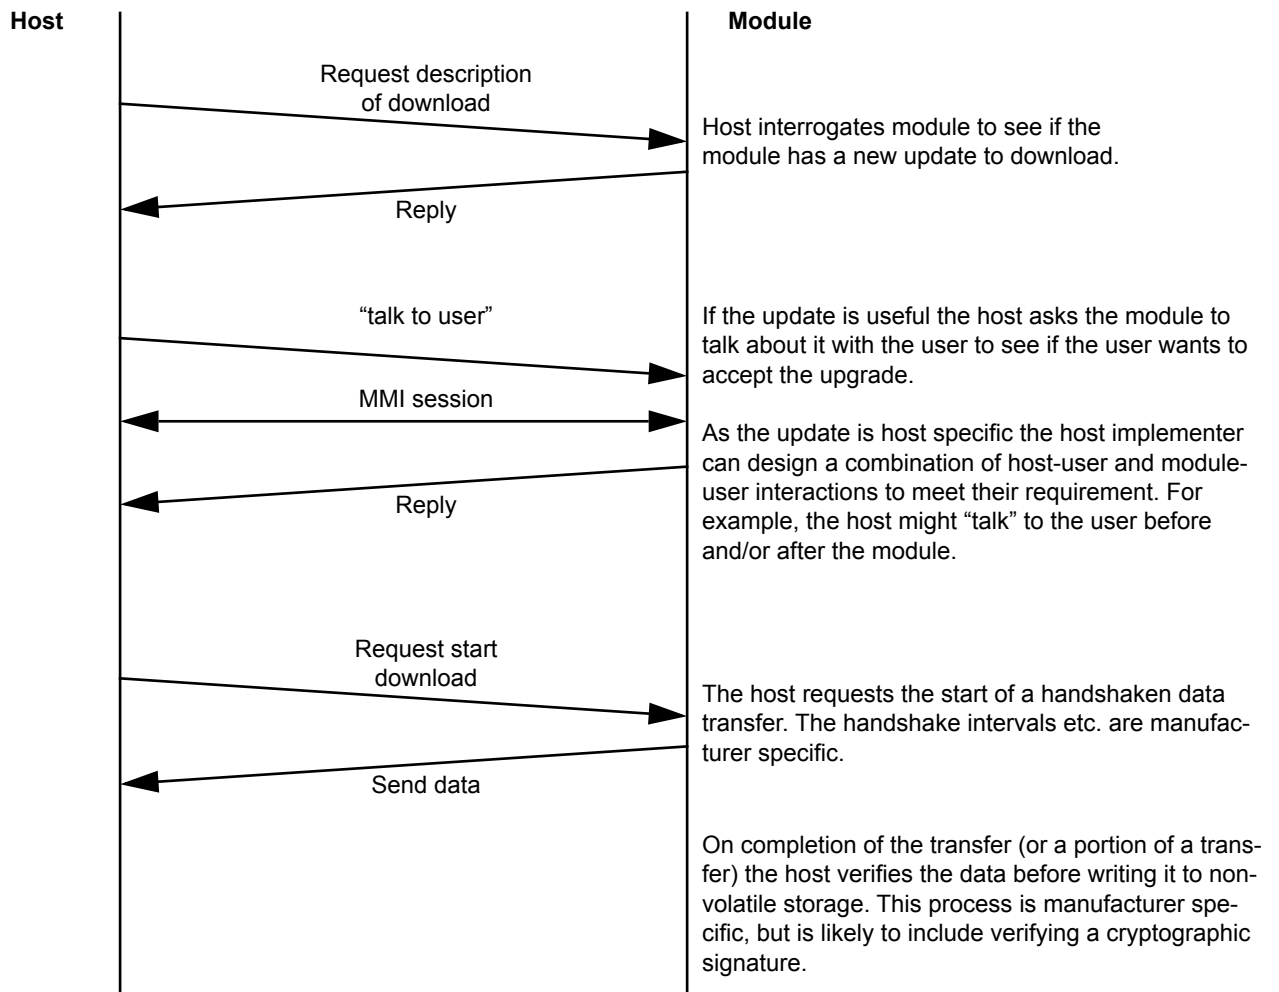 Host
Module
Request description
of download
Host interrogates module to see if the
module has a new update to download.
Reply
“talk to user”
If the update is useful the host asks the module to
talk about it with the user to see if the user wants to
accept the upgrade.
MMI session
As the update is host specific the host implementer
can design a combination of host-user and module-
user interactions to meet their requirement. For
example, the host might “talk” to the user before
and/or after the module.
Reply
Request start
download
The host requests the start of a handshaken data
transfer. The handshake intervals etc. are manufac-
turer specific.
Send data
On completion of the transfer (or a portion of a trans-
fer) the host verifies the data before writing it to non-
volatile storage. This process is manufacturer spe-
cific, but is likely to include verifying a cryptographic
signature.